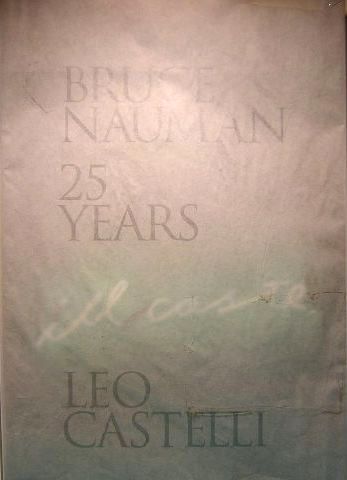 BRUCE
NAUMAN
25
YEARS
LEO
CASTELLI